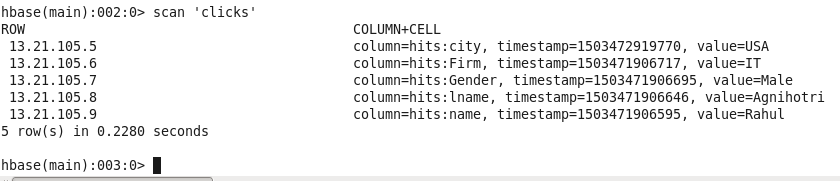 hbase(main):002:0> scan 'clicks'
ROW COLUMN+CELL
13.21.105.5 column=hits:city, timestamp=1503472919770, value=USA
13.21.105.6 column=hits:Firm, timestamp=1503471906717, value=IT
13.21.105.7 column=hits:Gender, timestamp=1503471906695, value=Male
13.21.105.8 column=hits:lname, timestamp=1503471906646, value=Agnihotri
13.21.105.9 column=hits:name, timestamp=1503471906595, value=Rahul
5 row(s) in 0.2280 seconds
hbase(main):003:0>